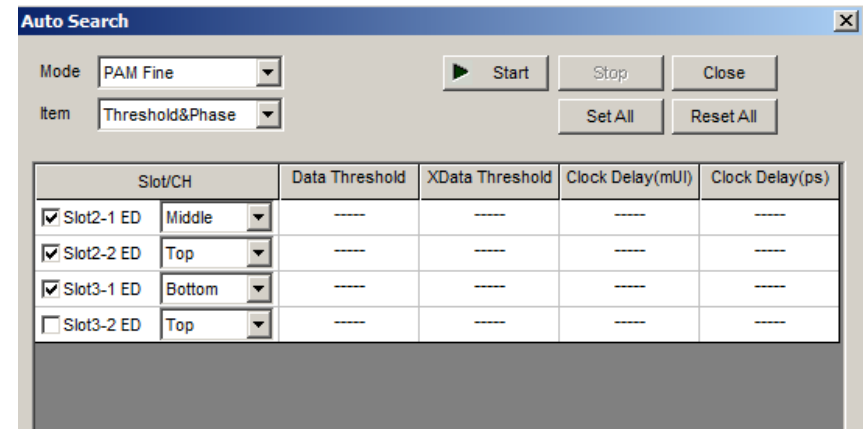 Auto Search
Mode PAM Fine Start Stop Close
Item Threshold&Phase Set All Reset All
Slot/CH Data Threshold XData Threshold Clock Delay(mUI) Clock Delay(ps)
Slot2-1 ED Middle ----- ----- ----- -----
Slot2-2 ED Top ----- ----- ----- -----
Slot3-1 ED Bottom ----- ----- ----- -----
Slot3-2 ED Top ----- ----- ----- -----